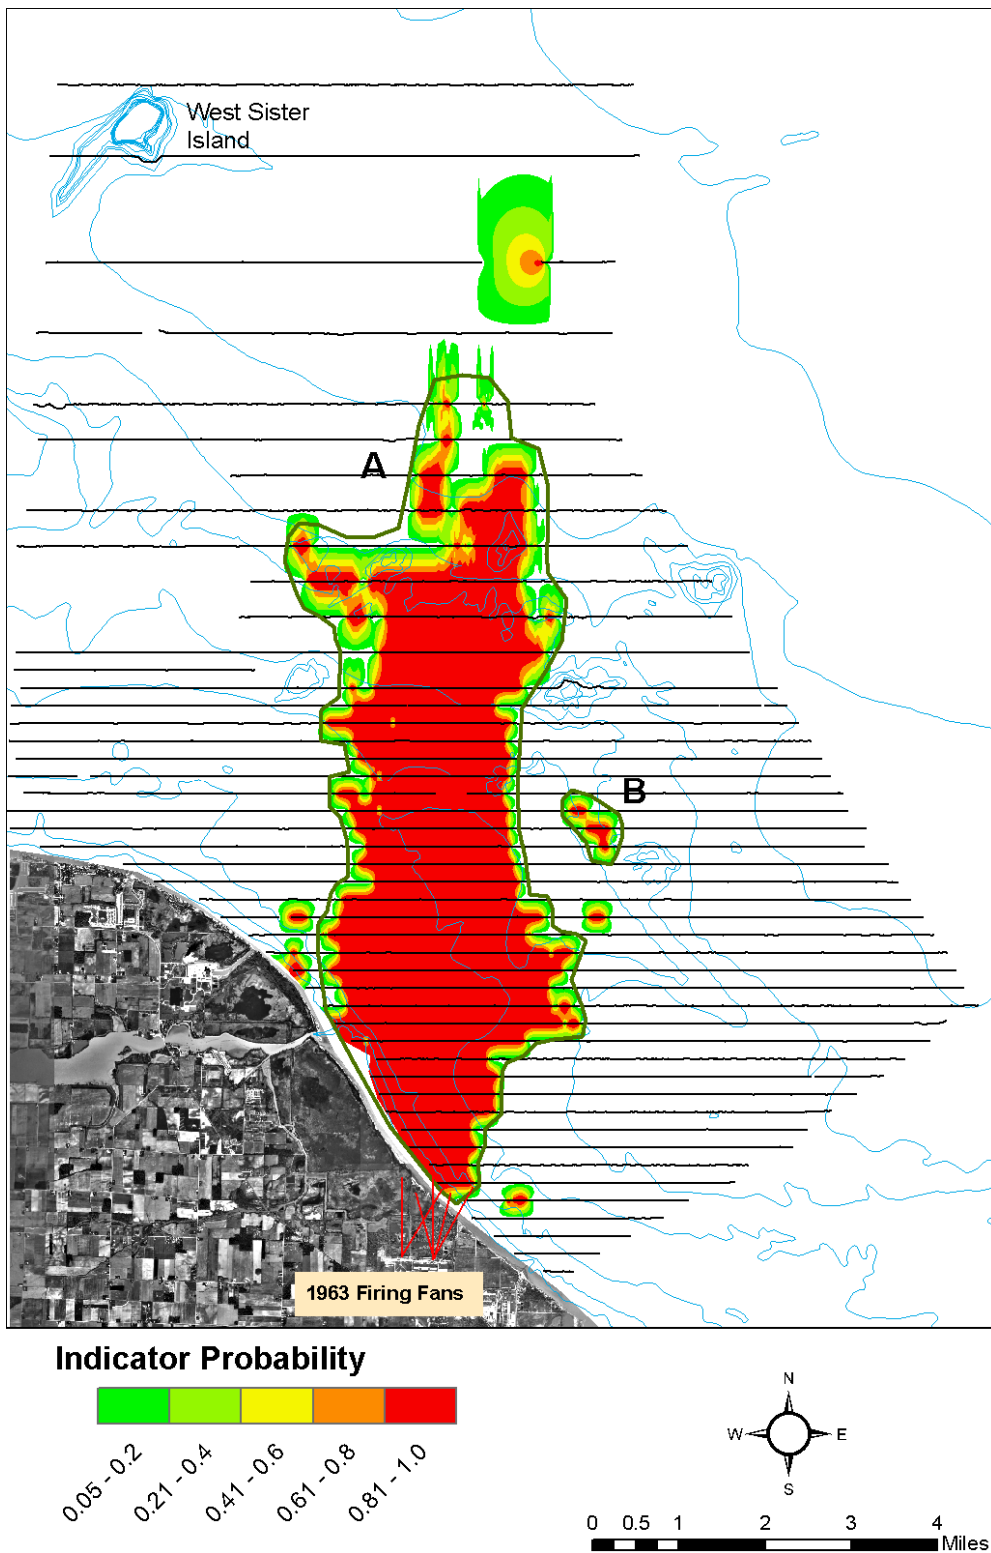 West Sister
Island
A
B
1963 Firing Fans
Indicator Probability
0.05 - 0.2
0.21 - 0.4
0.41 - 0.6
0.61 - 0.8
0.81 - 1.0
N
W
E
S
0 0.5 1 2 3 4
Miles